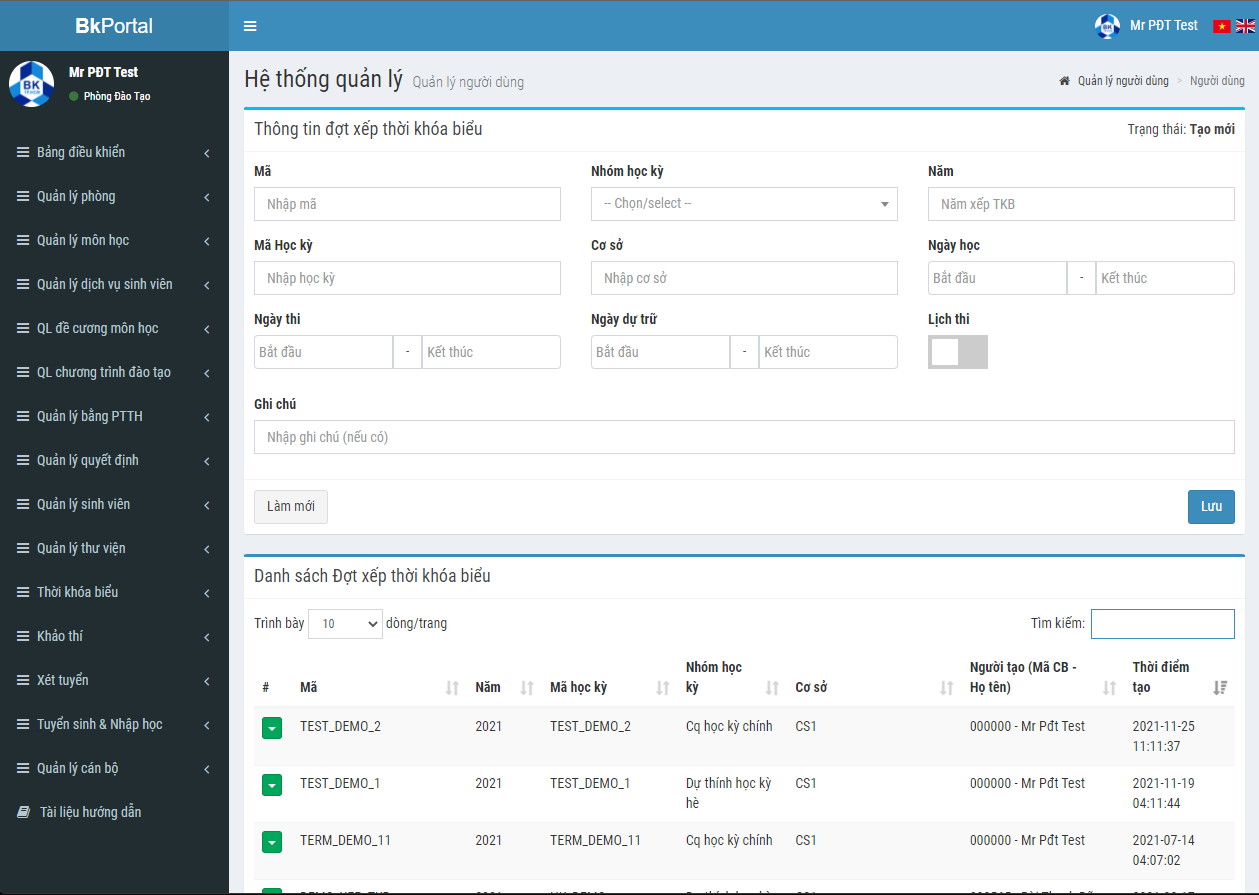 BkPortal
Mr PĐT Test
BK
Mr PĐT Test
Phòng Đào Tạo
Bảng điều khiển
Quản lý phòng
Quản lý môn học
Quản lý dịch vụ sinh viên
QL đề cương môn học
QL chương trình đào tạo
Quản lý bằng PTTH
Quản lý quyết định
Quản lý sinh viên
Quản lý thư viện
Thời khóa biểu
Khảo thí
Xét tuyển
Tuyển sinh & Nhập học
Quản lý cán bộ
Tài liệu hướng dẫn
Hệ thống quản lý Quản lý người dùng
Quản lý người dùng > Người dùng
Thông tin đợt xếp thời khóa biểu
Trạng thái: Tạo mới
Mã Nhóm học kỳ Năm
Nhập mã -- Chọn/select -- Năm xếp TKB
Mã Học kỳ Cơ sở Ngày học
Nhập học kỳ Nhập cơ sở Bắt đầu - Kết thúc
Ngày thi Ngày dự trữ Lịch thi
Bắt đầu - Kết thúc Bắt đầu - Kết thúc
Ghi chú
Nhập ghi chú (nếu có)
Làm mới Lưu
Danh sách Đợt xếp thời khóa biểu
Trình bày 10 dòng/trang Tìm kiếm:
Nhóm học Người tạo (Mã CB - Thời điểm
# Mã Năm Mã học kỳ kỳ Cơ sở Họ tên) tạo
TEST_DEMO_2 2021 TEST_DEMO_2 Cq học kỳ chính CS1 000000 - Mr Pđt Test 2021-11-25
11:11:37
TEST_DEMO_1 2021 TEST_DEMO_1 Dự thính học kỳ CS1 000000 - Mr Pđt Test 2021-11-19
hè 04:11:44
TERM_DEMO_11 2021 TERM_DEMO_11 Cq học kỳ chính CS1 000000 - Mr Pđt Test 2021-07-14
04:07:02